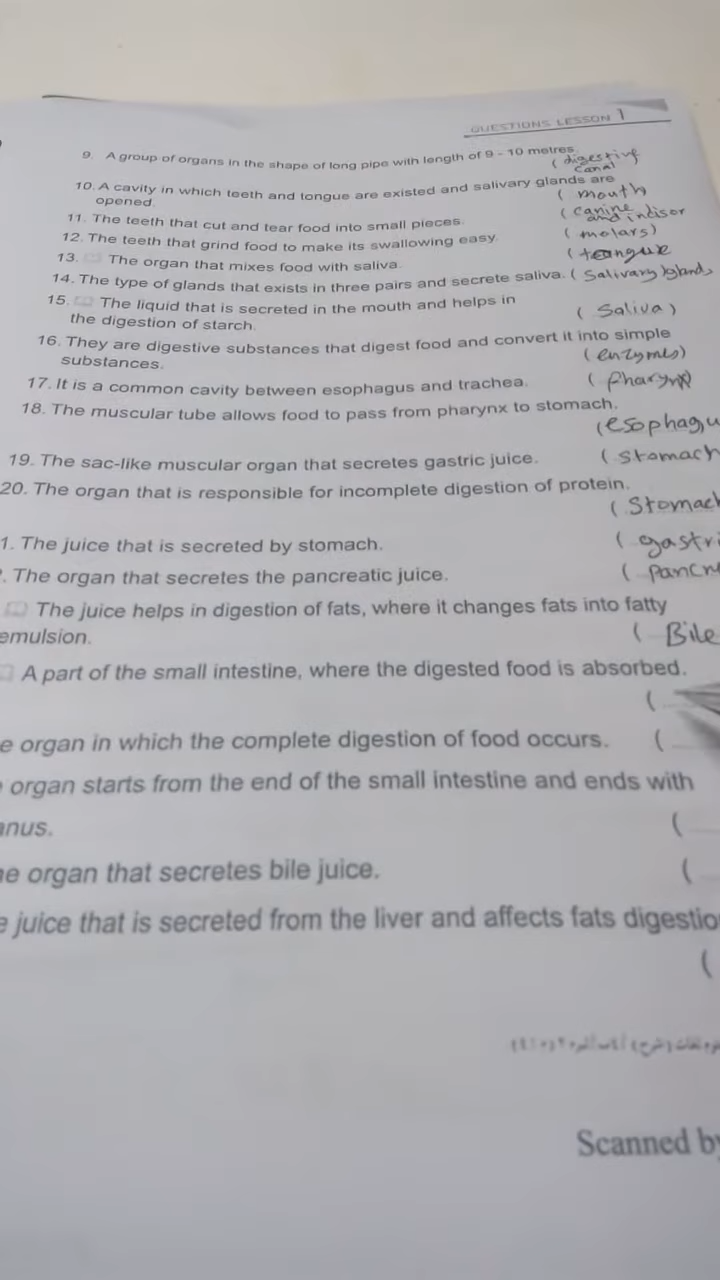 QUESTIONS LESSON 1
9. A group of organs in the shape of long pipe with length of 9 - 10 metres.
( digestive
canal
10. A cavity in which teeth and tongue are existed and salivary glands are
opened. ( mouth
11. The teeth that cut and tear food into small pieces. ( canine
and indisor
12. The teeth that grind food to make its swallowing easy. ( molars)
13. The organ that mixes food with saliva. (
14. The type of glands that exists in three pairs and secrete saliva. ( Salivary glands
15. The liquid that is secreted in the mouth and helps in
the digestion of starch. ( Saliva )
16. They are digestive substances that digest food and convert it into simple
substances. ( enzymes)
17. It is a common cavity between esophagus and trachea. ( Pharynx
18. The muscular tube allows food to pass from pharynx to stomach.
(esophagu
19. The sac-like muscular organ that secretes gastric juice. ( stomach
20. The organ that is responsible for incomplete digestion of protein.
( Stomach
1. The juice that is secreted by stomach. ( gastri
. The organ that secretes the pancreatic juice. ( pancr
The juice helps in digestion of fats, where it changes fats into fatty
emulsion. ( Bile
A part of the small intestine, where the digested food is absorbed.
(
e organ in which the complete digestion of food occurs. (
organ starts from the end of the small intestine and ends with
anus. (
e organ that secretes bile juice. (
e juice that is secreted from the liver and affects fats digestio
(
Scanned by